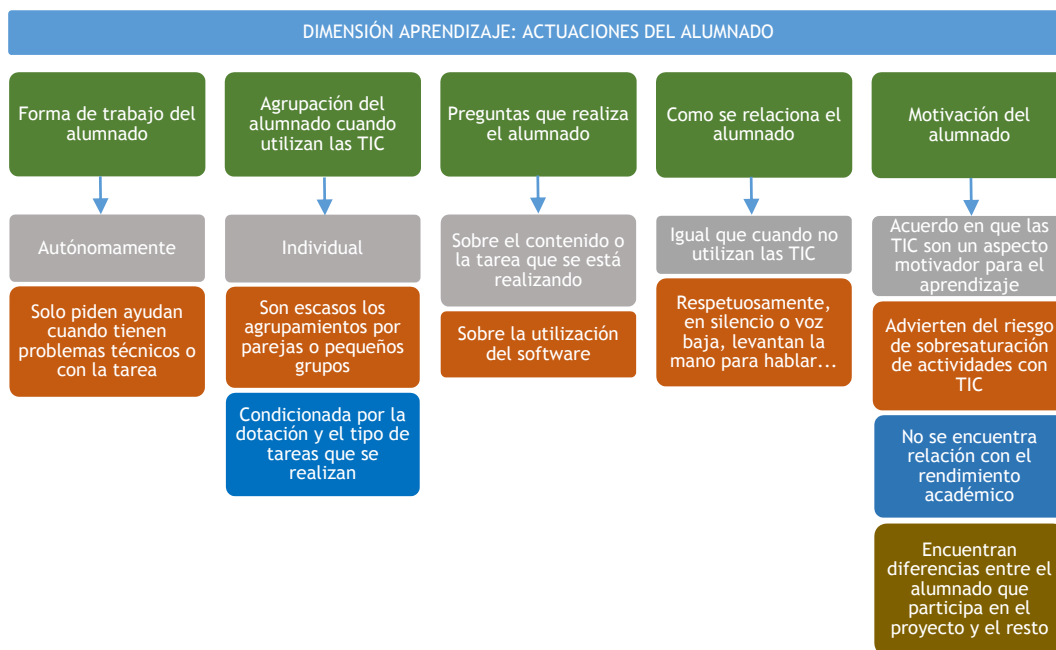 DIMENSIÓN APRENDIZAJE: ACTUACIONES DEL ALUMNADO
Forma de trabajo del
alumnado
Autónomamente
Solo piden ayudan
cuando tienen
problemas técnicos o
con la tarea
Agrupación del
alumnado cuando
utilizan las TIC
Individual
Son escasos los
agrupamientos por
parejas o pequeños
grupos
Condicionada por la
dotación y el tipo de
tareas que se
realizan
Preguntas que realiza
el alumnado
Sobre el contenido o
la tarea que se está
realizando
Sobre la utilización
del software
Como se relaciona el
alumnado
Igual que cuando no
utilizan las TIC
Respetuosamente,
en silencio o voz
baja, levantan la
mano para hablar...
Motivación del
alumnado
Acuerdo en que las
TIC son un aspecto
motivador para el
aprendizaje
Advierten del riesgo
de sobresaturación
de actividades con
TIC
No se encuentra
relación con el
rendimiento
académico
Encuentran
diferencias entre el
alumnado que
participa en el
proyecto y el resto